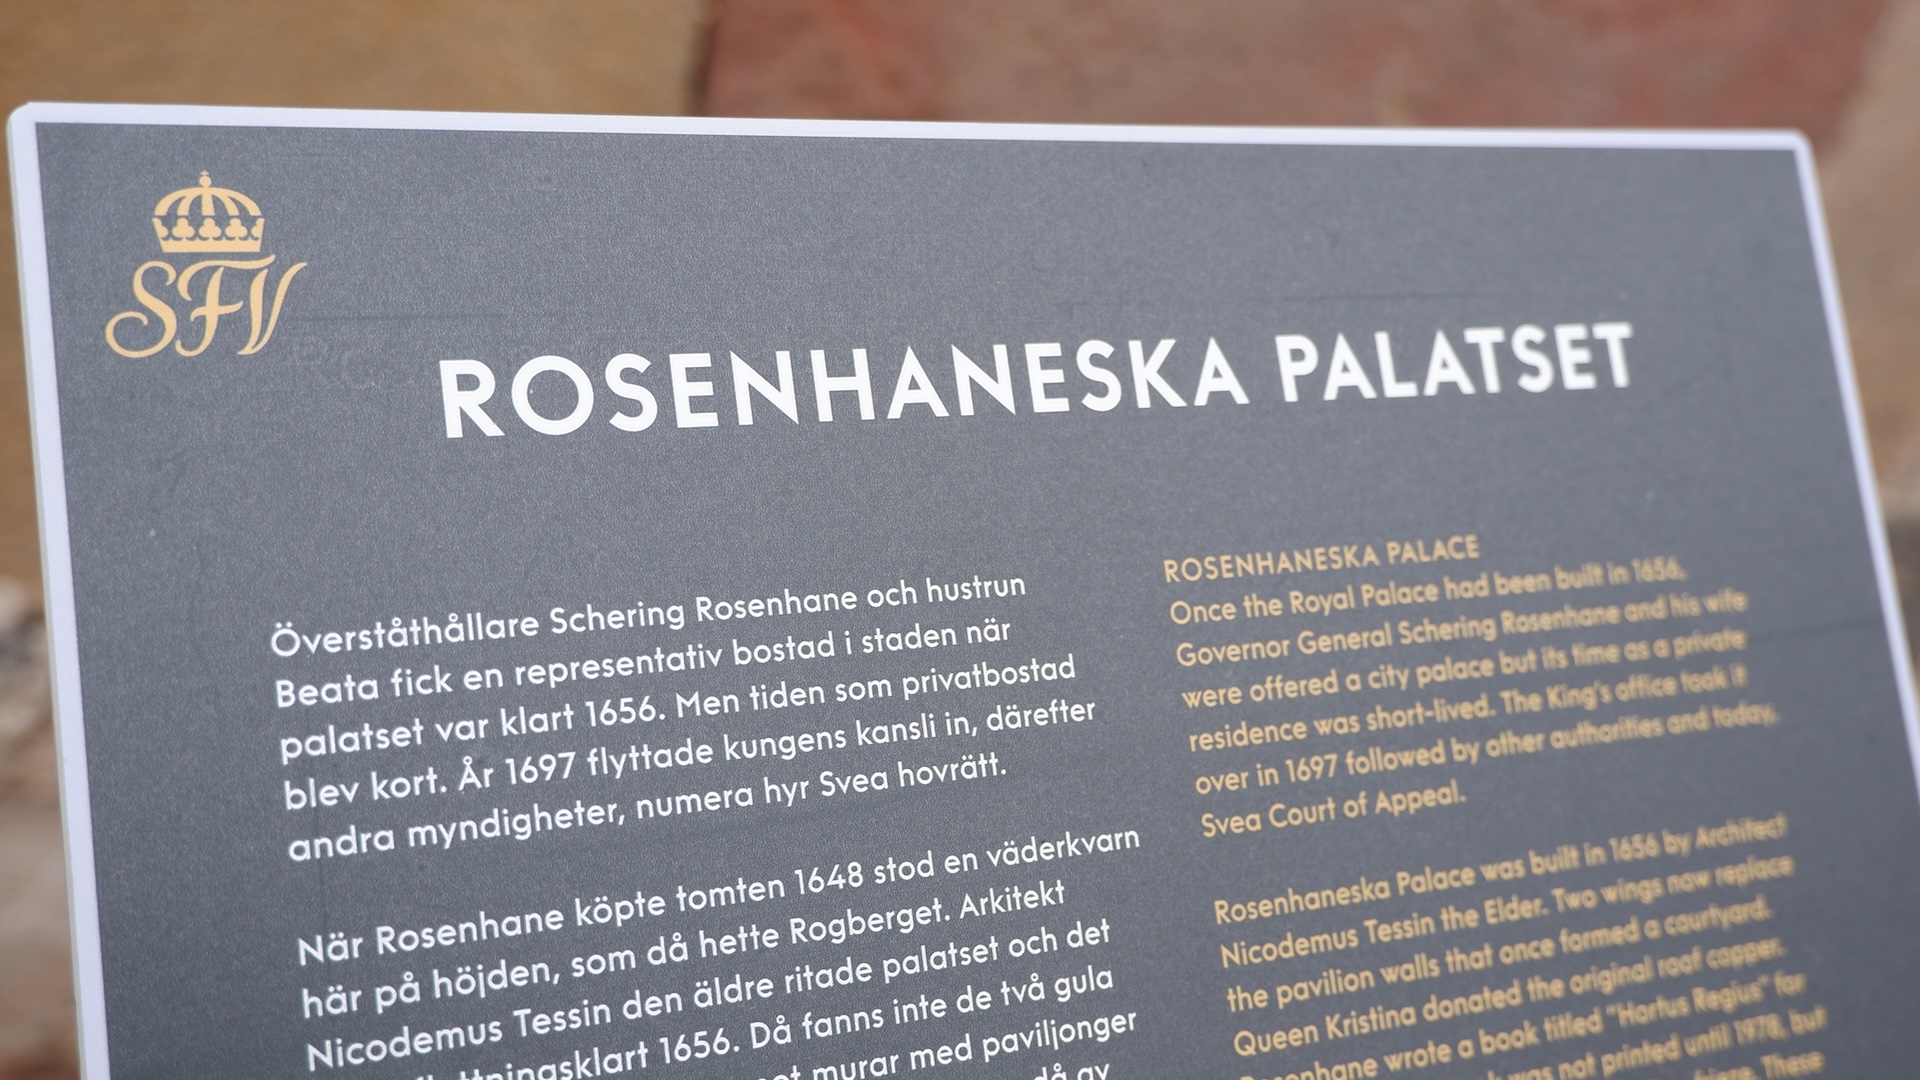 SFV
ROSENHANESKA PALATSET
Överståthållare Schering Rosenhane och hustrun
Beata fick en representativ bostad i staden när
palatset var klart 1656. Men tiden som privatbostad
blev kort. År 1697 flyttade kungens kansli in, därefter
andra myndigheter, numera hyr Svea hovrätt.
När Rosenhane köpte tomten 1648 stod en väderkvarn
här på höjden, som då hette Rogberget. Arkitekt
Nicodemus Tessin den äldre ritade palatset och det
1656. Då fanns inte de två gula
murar med paviljonger
då av
ROSENHANESKA PALACE
Once the Royal Palace had been built in 1656,
Governor General Schering Rosenhane and his wife
were offered a city palace but its time as a private
residence was short-lived. The King's office took it
over in 1697 followed by other authorities and today,
Svea Court of Appeal.
Rosenhaneska Palace was built in 1656 by Architect
Nicodemus Tessin the Elder. Two wings now replace
the pavilion walls that once formed a courtyard.
Queen Kristina donated the original roof copper.
Rosenhane wrote a book titled "Hortus Regius" for
was not printed until 1978, but
These